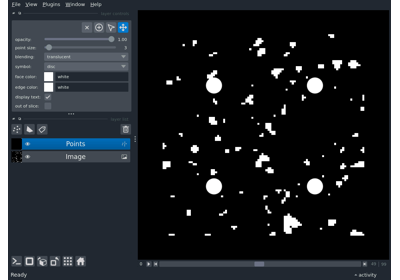 File View Plugins Window Help
opacity: 1.00
point size: 3
blending: translucent
symbol: disc
face color: white
edge color: white
display text:
out of slice:
Points
Image
Ready
activity